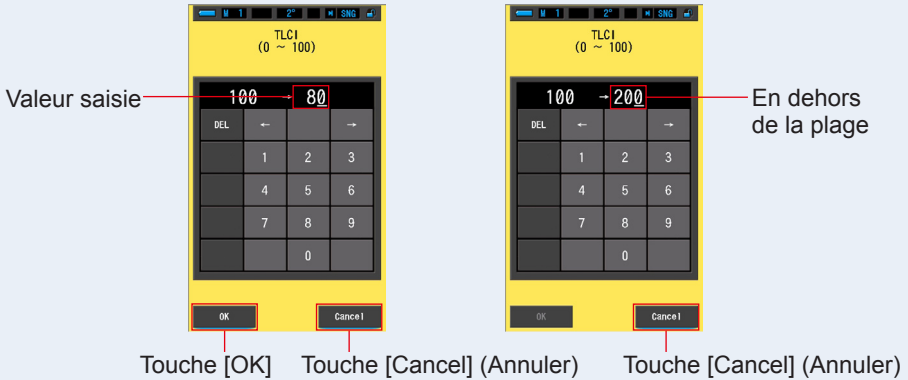 M 1 2° SNG
TLCI
(0 ~ 100)
100 → 80
DEL ← →
1 2 3
4 5 6
7 8 9
0
OK Cancel
Valeur saisie
Touche [OK] Touche [Cancel] (Annuler)
M 1 2° SNG
TLCI
(0 ~ 100)
100 → 200
DEL ← →
1 2 3
4 5 6
7 8 9
0
OK Cancel
En dehors
de la plage
Touche [Cancel] (Annuler)